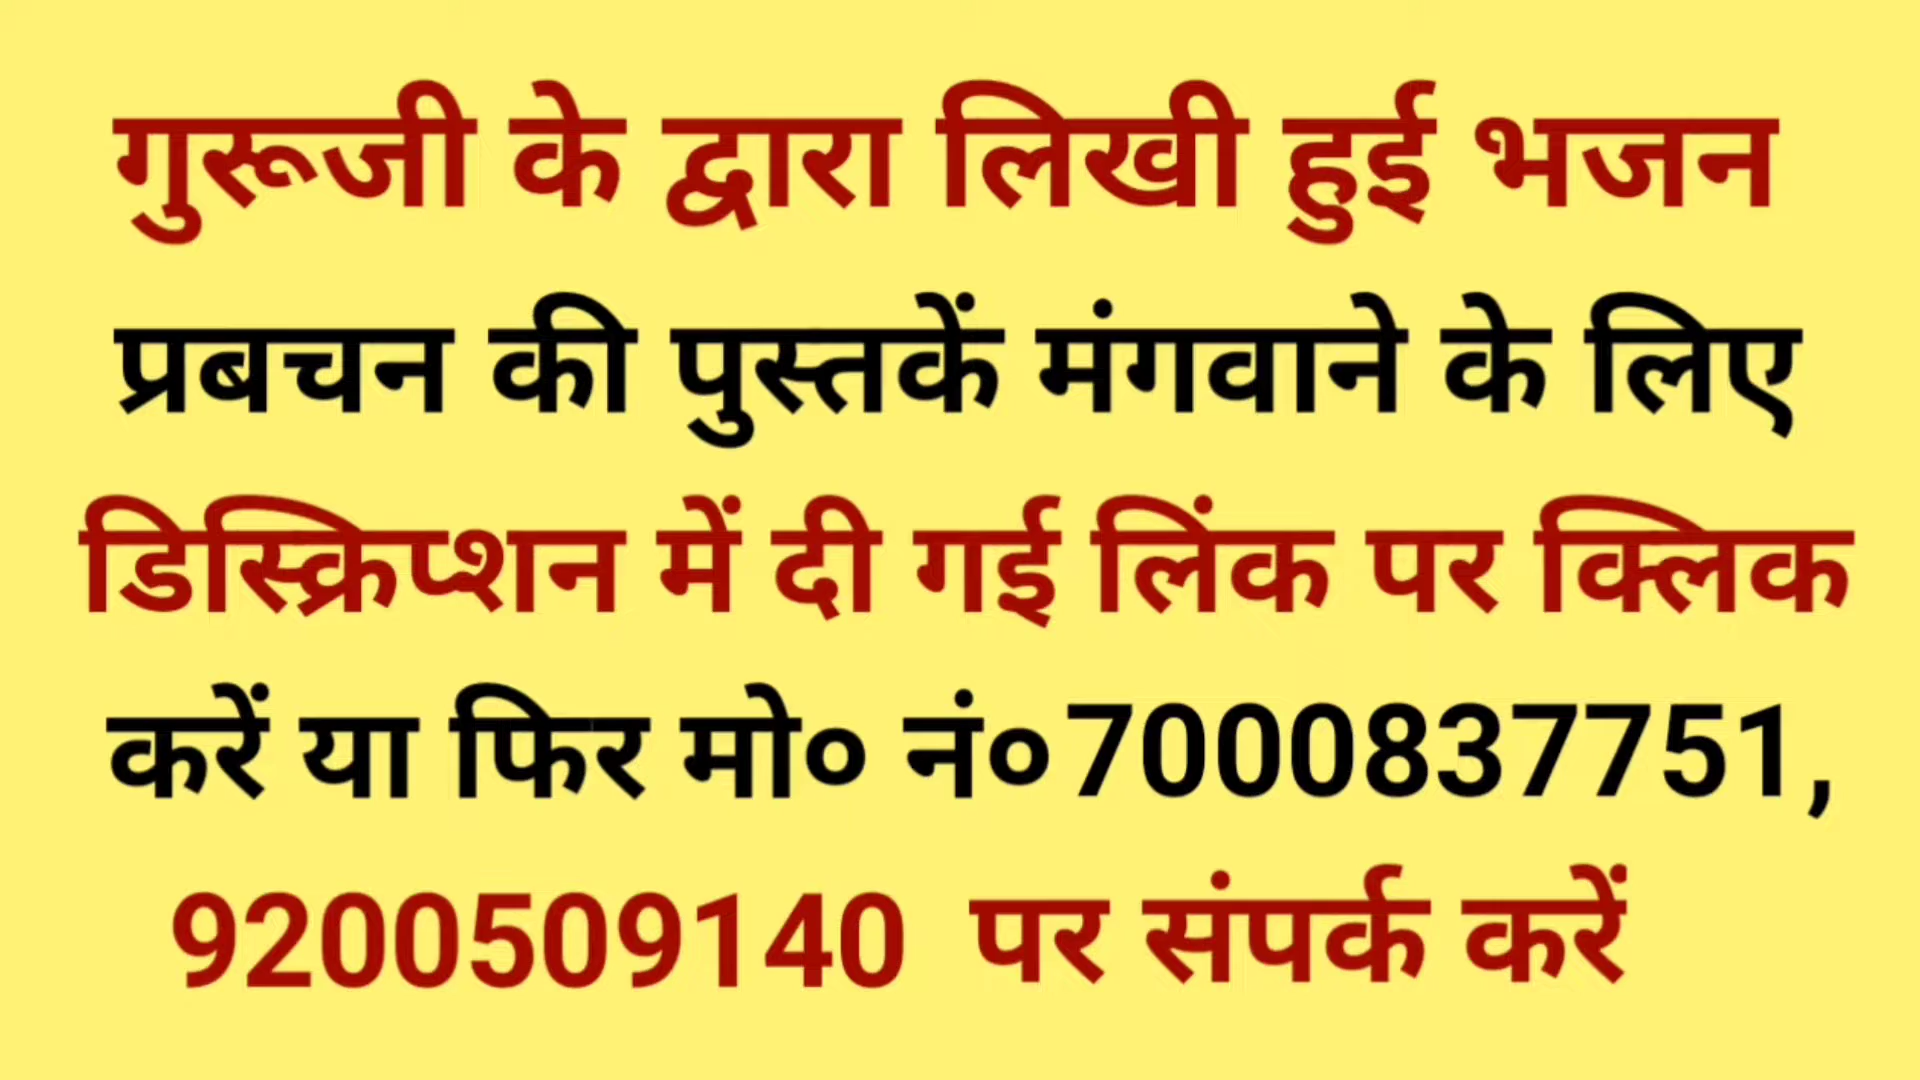 गुरूजी के द्वारा लिखी हुई भजन
प्रबचन की पुस्तकें मंगवाने के लिए
डिस्क्रिप्शन में दी गई लिंक पर क्लिक
करें या फिर मो० नं०7000837751,
9200509140 पर संपर्क करें